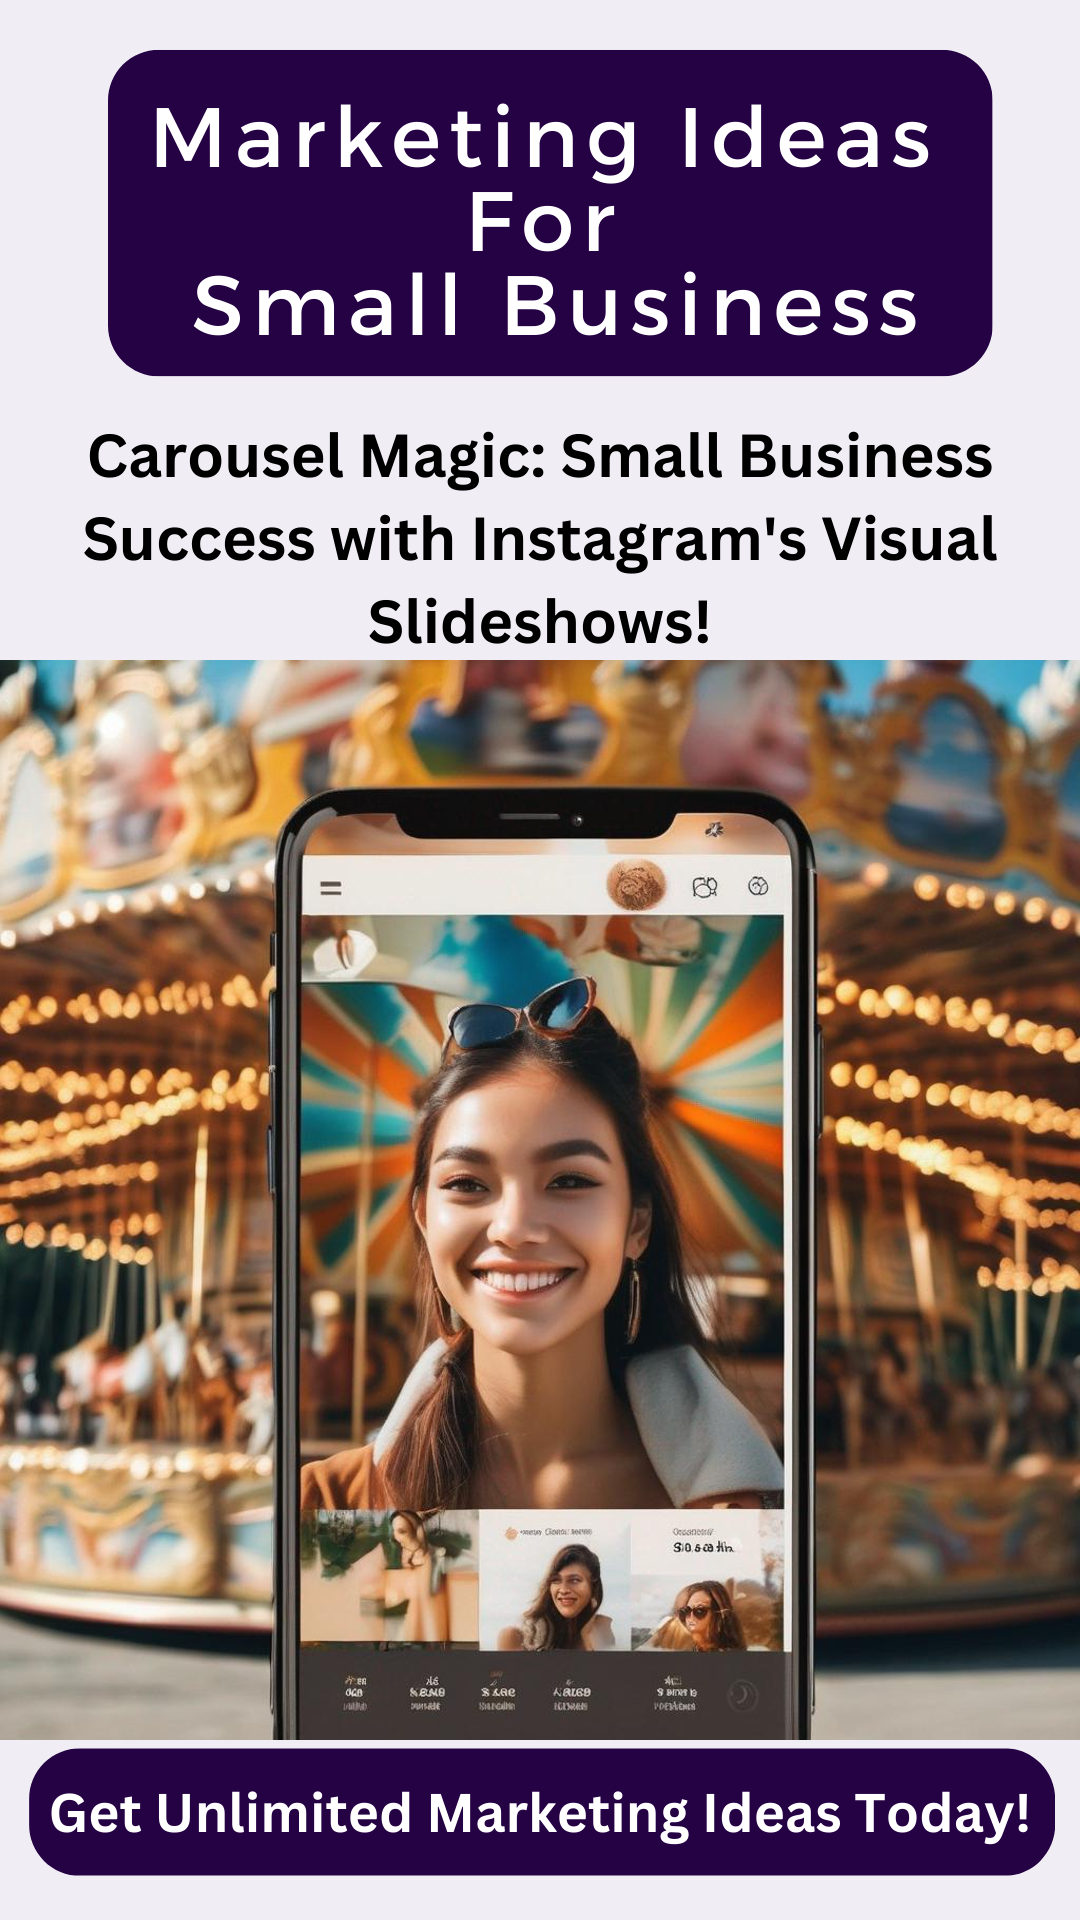 Marketing Ideas
For
Small Business
Carousel Magic: Small Business
Success with Instagram's Visual
Slideshows!
Get Unlimited Marketing Ideas Today!